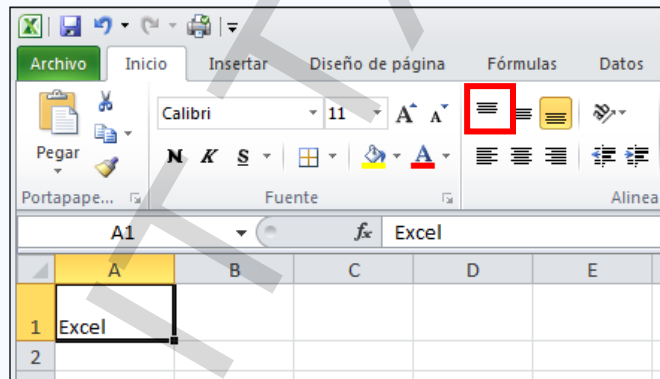 Archivo Inicio Insertar Diseño de página Fórmulas Datos
Calibri 11 A A
Pegar N K S A
Portapape... Fuente Alinea
A1 fx Excel
A B C D E
1 Excel
2